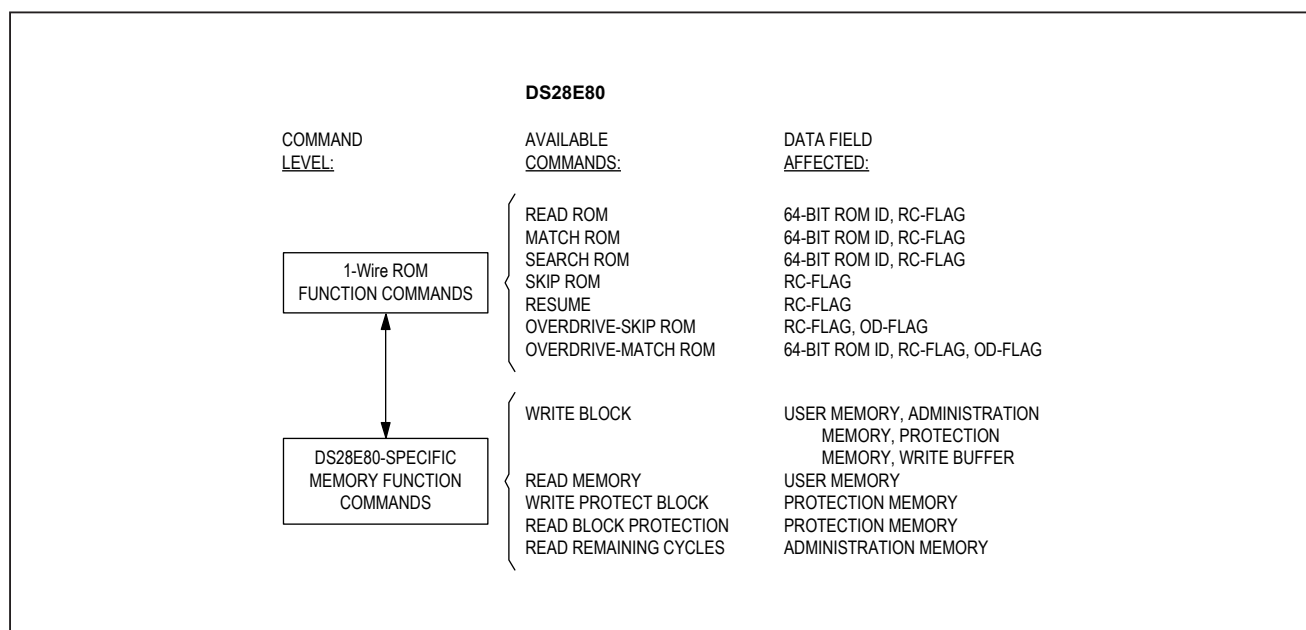 DS28E80
COMMAND AVAILABLE DATA FIELD
LEVEL: COMMANDS: AFFECTED:
READ ROM 64-BIT ROM ID, RC-FLAG
MATCH ROM 64-BIT ROM ID, RC-FLAG
SEARCH ROM 64-BIT ROM ID, RC-FLAG
1-Wire ROM
FUNCTION COMMANDS
SKIP ROM RC-FLAG
RESUME RC-FLAG
OVERDRIVE-SKIP ROM RC-FLAG, OD-FLAG
OVERDRIVE-MATCH ROM 64-BIT ROM ID, RC-FLAG, OD-FLAG
WRITE BLOCK USER MEMORY, ADMINISTRATION
MEMORY, PROTECTION
MEMORY, WRITE BUFFER
DS28E80-SPECIFIC
MEMORY FUNCTION
COMMANDS
READ MEMORY USER MEMORY
WRITE PROTECT BLOCK PROTECTION MEMORY
READ BLOCK PROTECTION PROTECTION MEMORY
READ REMAINING CYCLES ADMINISTRATION MEMORY